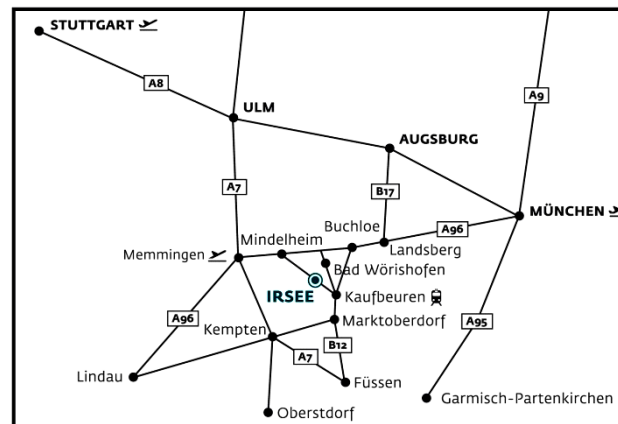 STUTTGART
A8
A9
ULM
AUGSBURG
A7
B17
Buchloe
MÜNCHEN
A96
Mindelheim
Landsberg
Memmingen
Bad Wörishofen
IRSEE
Kaufbeuren
A96
Kempten
Marktoberdorf
A95
B12
A7
Lindau
Füssen
Garmisch-Partenkirchen
Oberstdorf